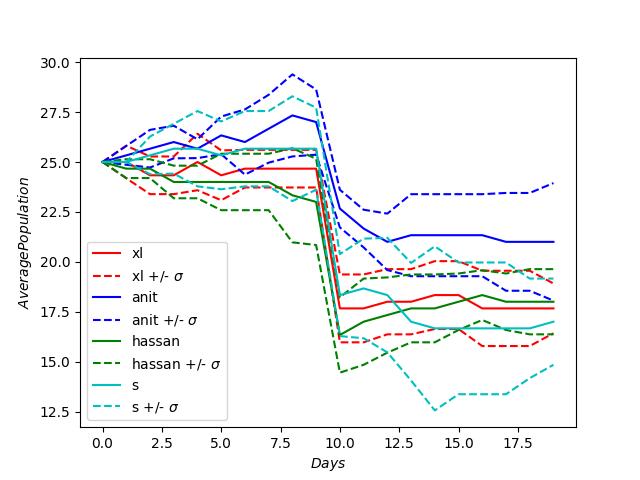 30.0
27.5
25.0
22.5
20.0
17.5
15.0
12.5
AveragePopulation
xl
xl +/- σ
anit
anit +/- σ
hassan
hassan +/- σ
s
s +/- σ
0.0 2.5 5.0 7.5 10.0 12.5 15.0 17.5
Days